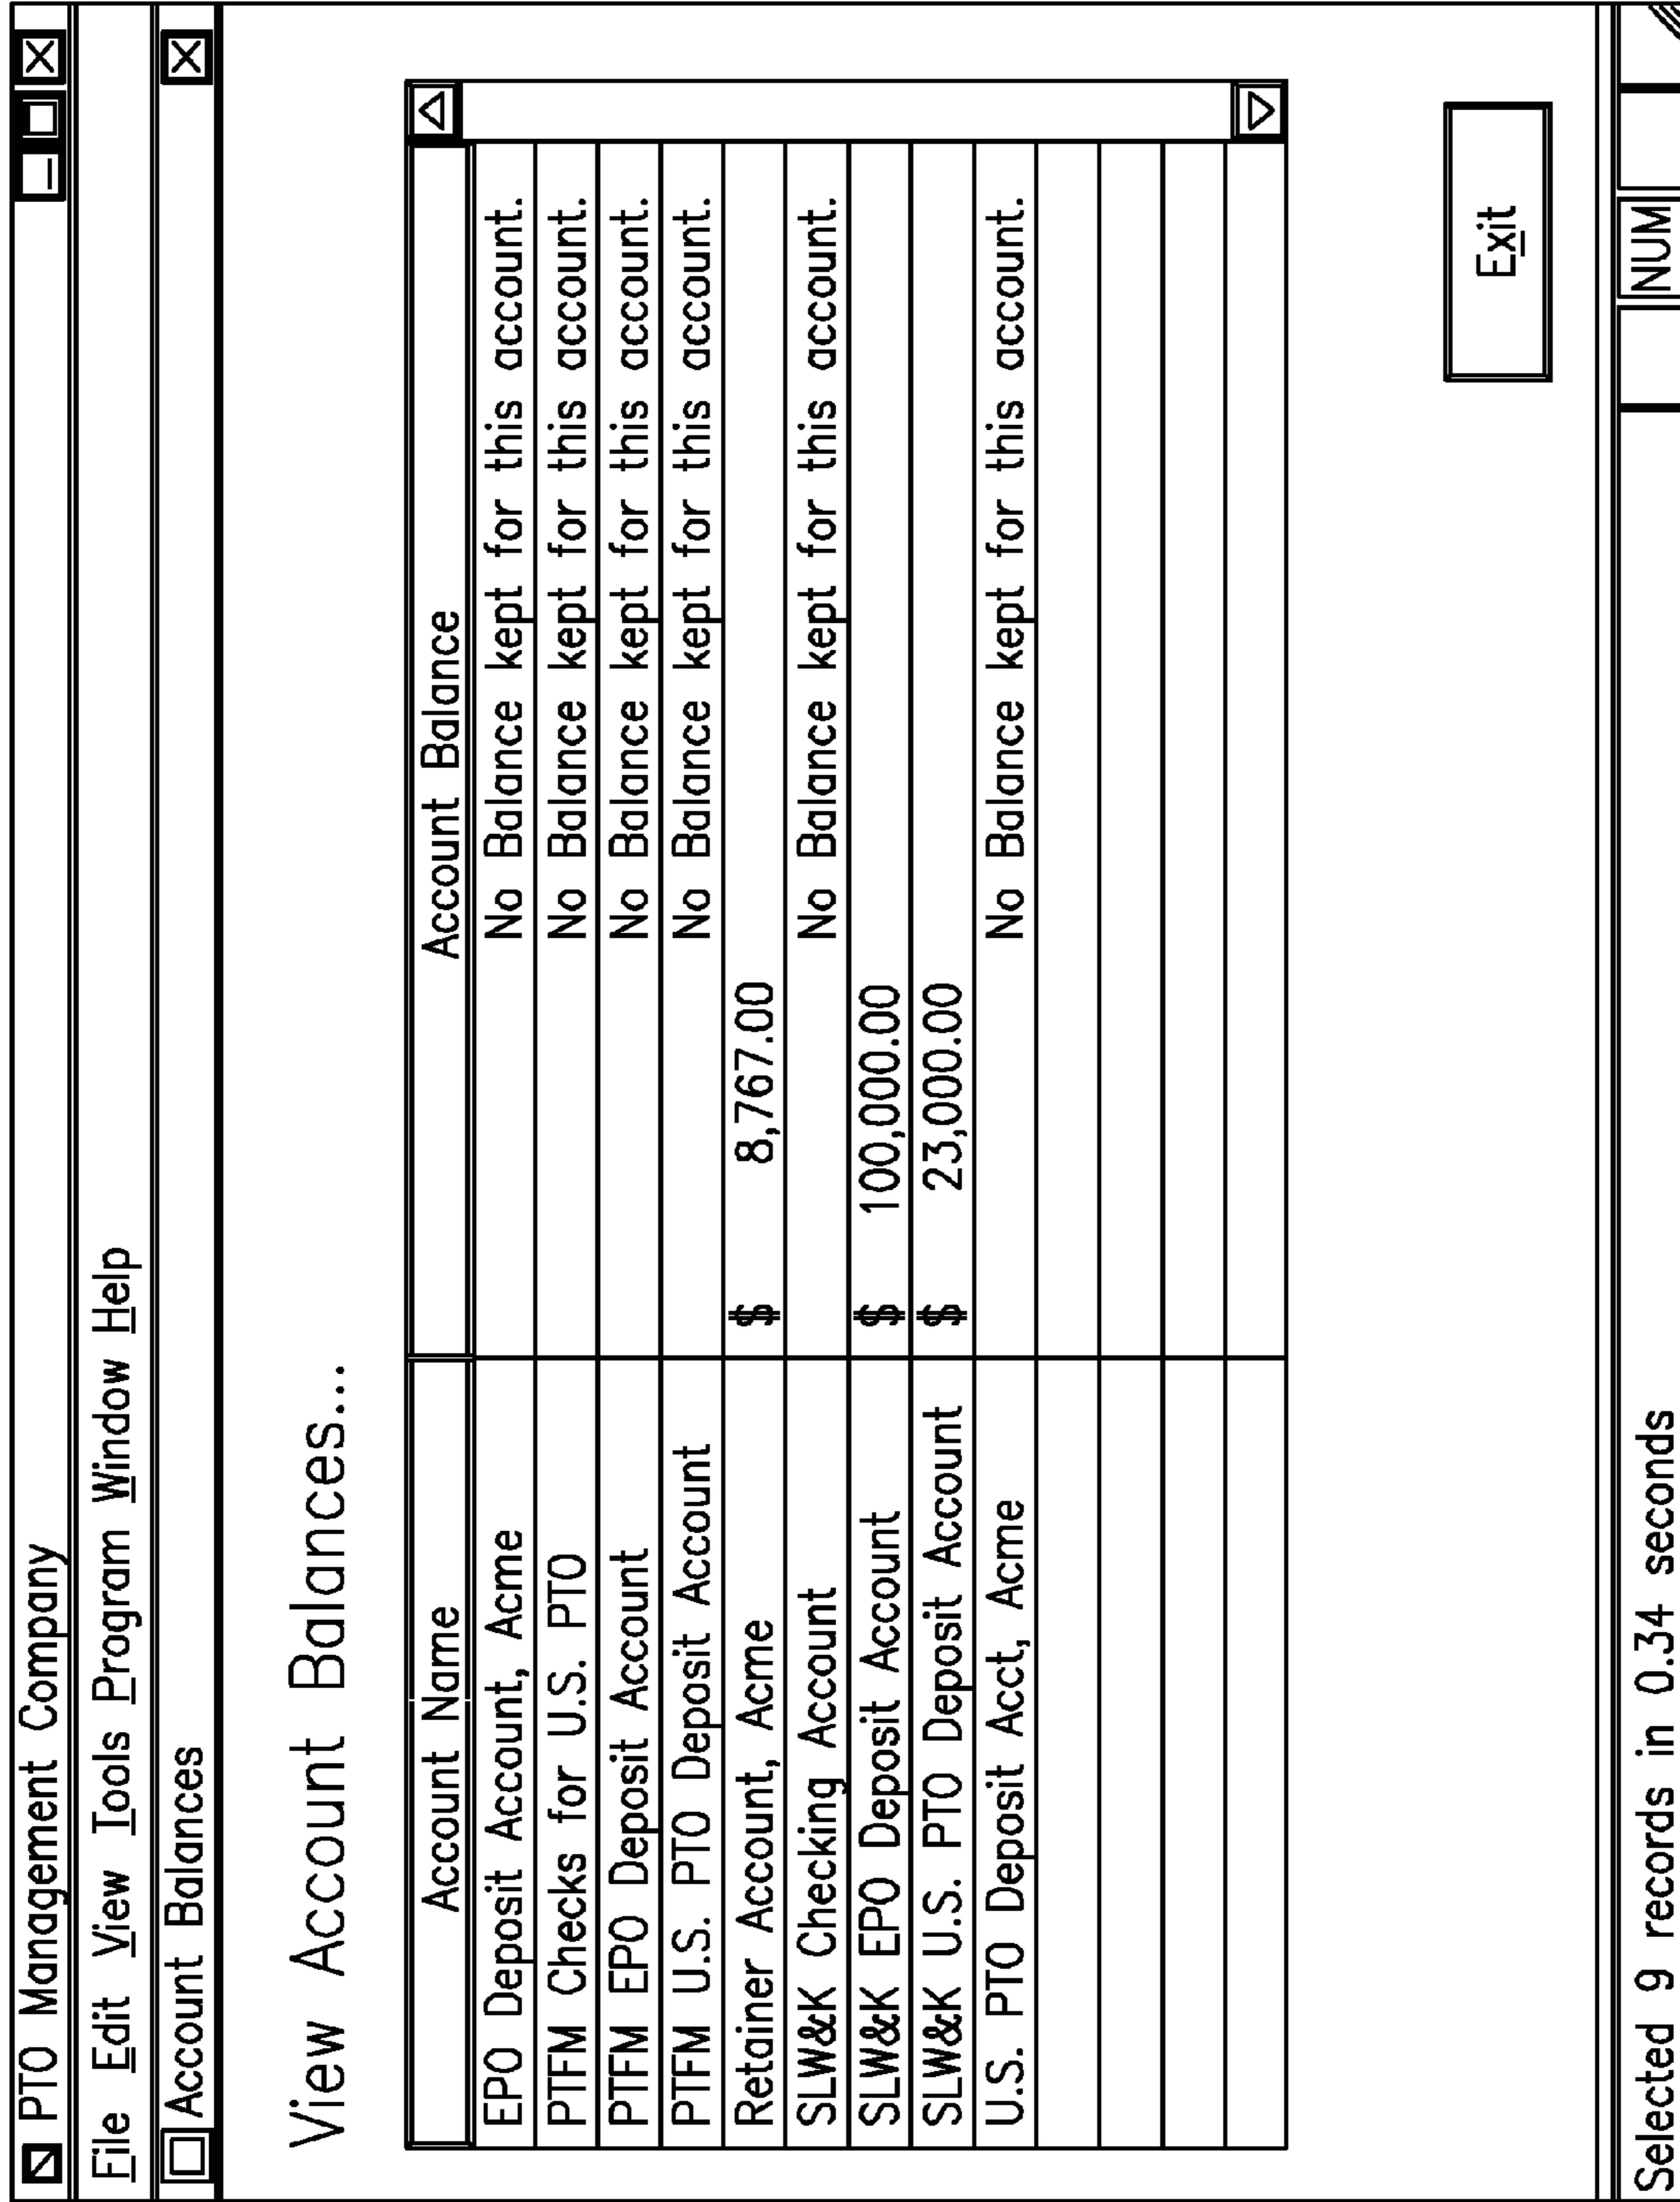 PTO Management Company
File Edit View Tools Program Window Help
Account Balances
View Account Balances...
Account Name Account Balance
EPO Deposit Account, Acme No Balance kept for this account.
PTFM Checks for U.S. PTO No Balance kept for this account.
PTFM EPO Deposit Account No Balance kept for this account.
PTFM U.S. PTO Deposit Account No Balance kept for this account.
Retainer Account, Acme $ 8,767.00
SLW&K Checking Account No Balance kept for this account.
SLW&K EPO Deposit Account $ 100,000.00
SLW&K U.S. PTO Deposit Account $ 23,000.00
U.S. PTO Deposit Acct, Acme No Balance kept for this account.
Exit
Selected 9 records in 0.34 seconds NUM